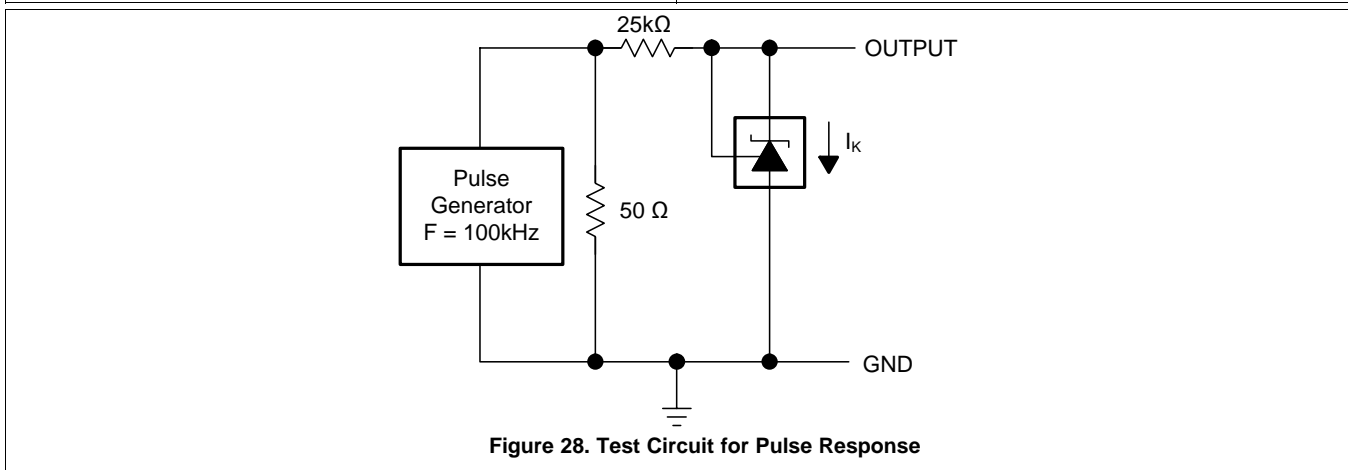 25kΩ
OUTPUT
I_K
Pulse
Generator
F = 100kHz
50 Ω
GND
Figure 28. Test Circuit for Pulse Response